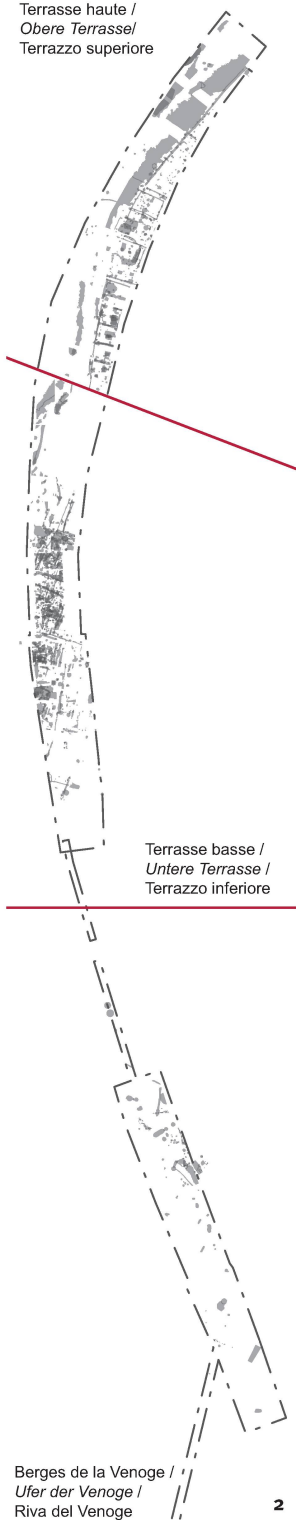 Terrasse haute /
Obere Terrasse/
Terrazzo superiore
Terrasse basse /
Untere Terrasse /
Terrazzo inferiore
Berges de la Venoge /
Ufer der Venoge /
Riva del Venoge
2